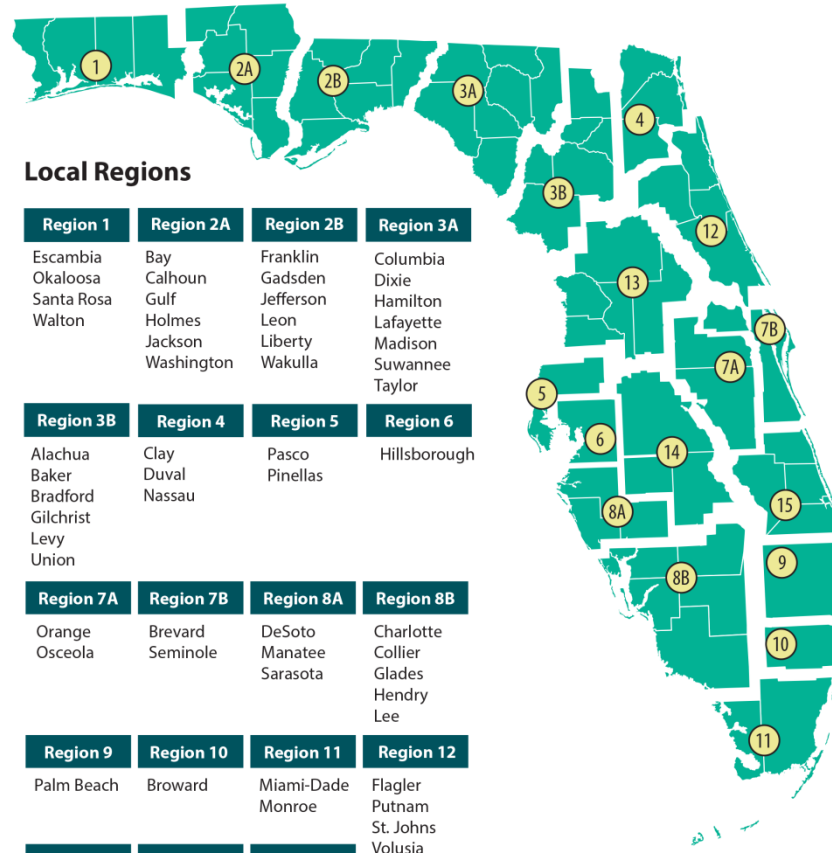 Local Regions
Region 1
Escambia
Okaloosa
Santa Rosa
Walton
Region 2A
Bay
Calhoun
Gulf
Holmes
Jackson
Washington
Region 2B
Franklin
Gadsden
Jefferson
Leon
Liberty
Wakulla
Region 3A
Columbia
Dixie
Hamilton
Lafayette
Madison
Suwannee
Taylor
Region 3B
Alachua
Baker
Bradford
Gilchrist
Levy
Union
Region 4
Clay
Duval
Nassau
Region 5
Pasco
Pinellas
Region 6
Hillsborough
Region 7A
Orange
Osceola
Region 7B
Brevard
Seminole
Region 8A
DeSoto
Manatee
Sarasota
Region 8B
Charlotte
Collier
Glades
Hendry
Lee
Region 9
Palm Beach
Region 10
Broward
Region 11
Miami-Dade
Monroe
Region 12
Flagler
Putnam
St. Johns
Volusia
1
2A
2B
3A
4
3B
12
13
7B
7A
5
6
14
15
8A
9
8B
10
11